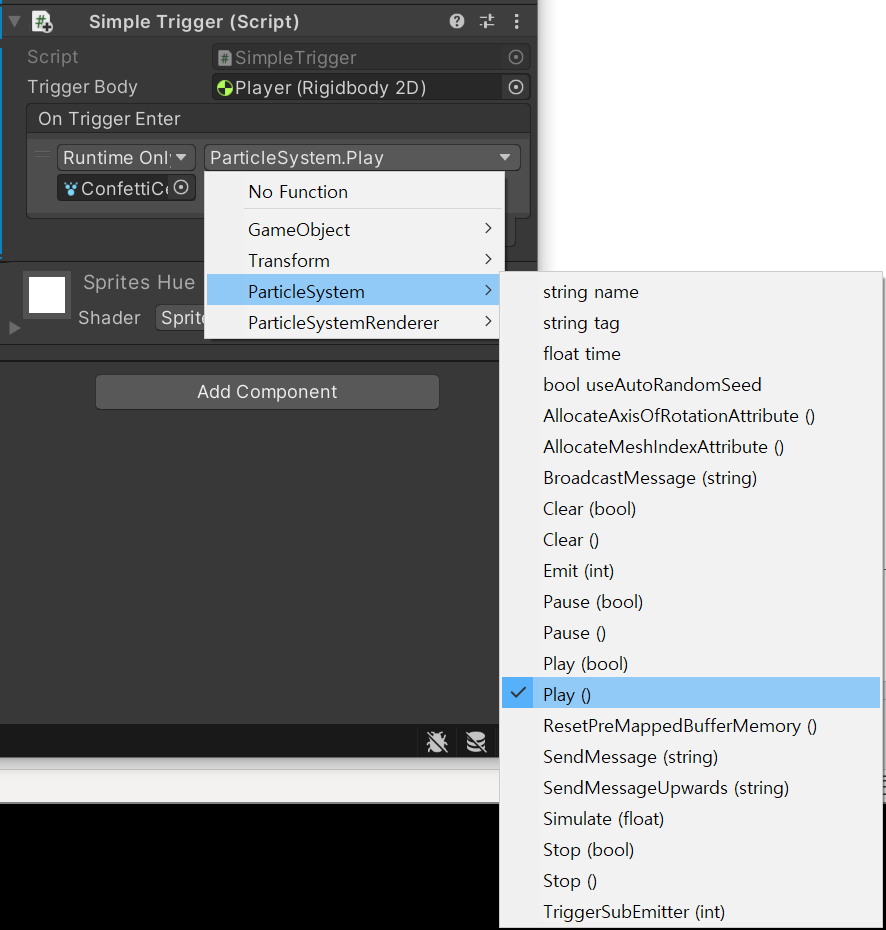 Simple Trigger (Script)
Script
SimpleTrigger
Trigger Body
Player (Rigidbody 2D)
On Trigger Enter
Runtime Onl
ParticleSystem.Play
ConfettiC
No Function
GameObject
Transform
ParticleSystem
ParticleSystemRenderer
Sprites Hue
Shader
Sprite
Add Component
string name
string tag
float time
bool useAutoRandomSeed
AllocateAxisOfRotationAttribute ()
AllocateMeshIndexAttribute ()
BroadcastMessage (string)
Clear (bool)
Clear ()
Emit (int)
Pause (bool)
Pause ()
Play (bool)
Play ()
ResetPreMappedBufferMemory ()
SendMessage (string)
SendMessageUpwards (string)
Simulate (float)
Stop (bool)
Stop ()
TriggerSubEmitter (int)